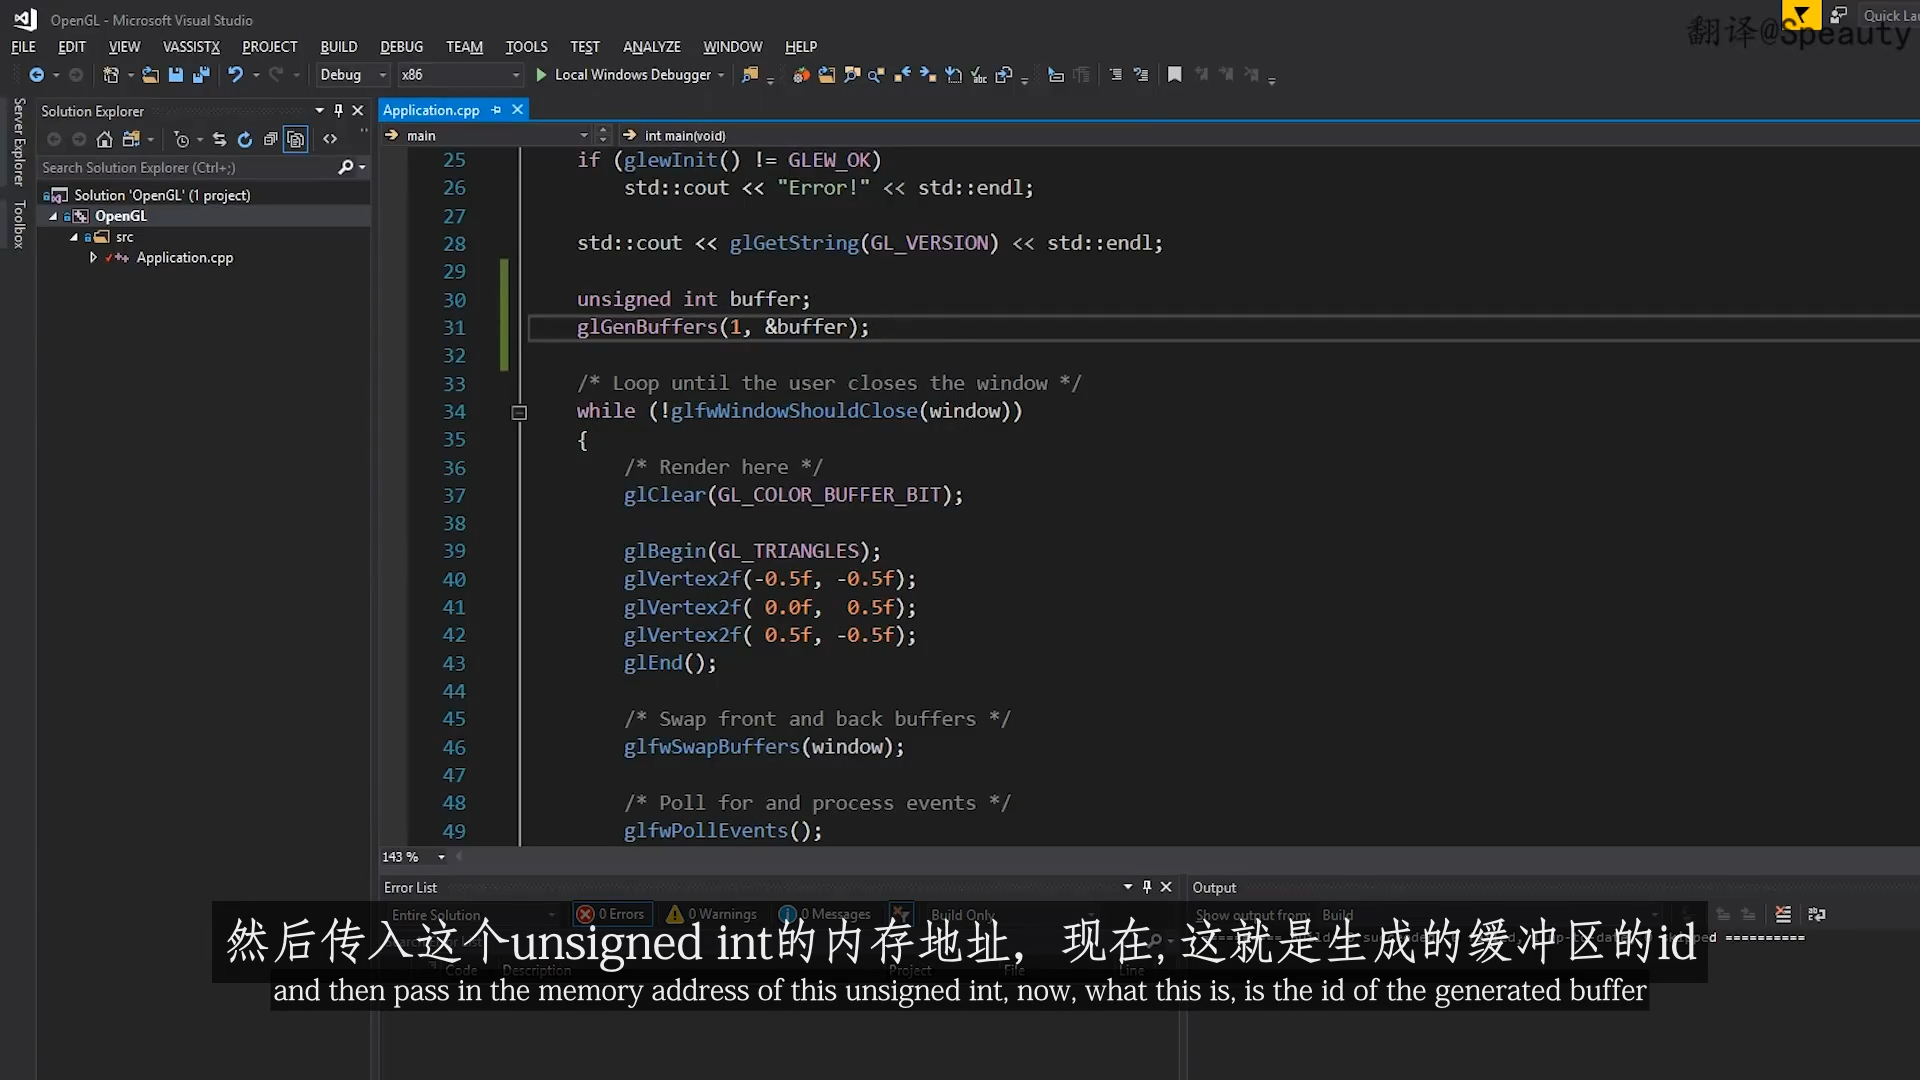 OpenGL - Microsoft Visual Studio
翻译@Speauty
FILE EDIT VIEW VASSISTX PROJECT BUILD DEBUG TEAM TOOLS TEST ANALYZE WINDOW HELP
Debug x86 Local Windows Debugger
Server Explorer
Toolbox
Solution Explorer
Search Solution Explorer (Ctrl+;)
Solution 'OpenGL' (1 project)
OpenGL
src
Application.cpp
Application.cpp
main int main(void)
25 if (glewInit() != GLEW_OK)
26 std::cout << "Error!" << std::endl;
27
28 std::cout << glGetString(GL_VERSION) << std::endl;
29
30 unsigned int buffer;
31 glGenBuffers(1, &buffer);
32
33 /* Loop until the user closes the window */
34 while (!glfwWindowShouldClose(window))
35 {
36 /* Render here */
37 glClear(GL_COLOR_BUFFER_BIT);
38
39 glBegin(GL_TRIANGLES);
40 glVertex2f(-0.5f, -0.5f);
41 glVertex2f( 0.0f, 0.5f);
42 glVertex2f( 0.5f, -0.5f);
43 glEnd();
44
45 /* Swap front and back buffers */
46 glfwSwapBuffers(window);
47
48 /* Poll for and process events */
49 glfwPollEvents();
143 %
Error List
Entire Solution 0 Errors 0 Warnings 0 Messages Build Only
Code Description Project File Line
Output
Show output from: Build
然后传入这个unsigned int的内存地址, 现在, 这就是生成的缓冲区的id
and then pass in the memory address of this unsigned int, now, what this is, is the id of the generated buffer